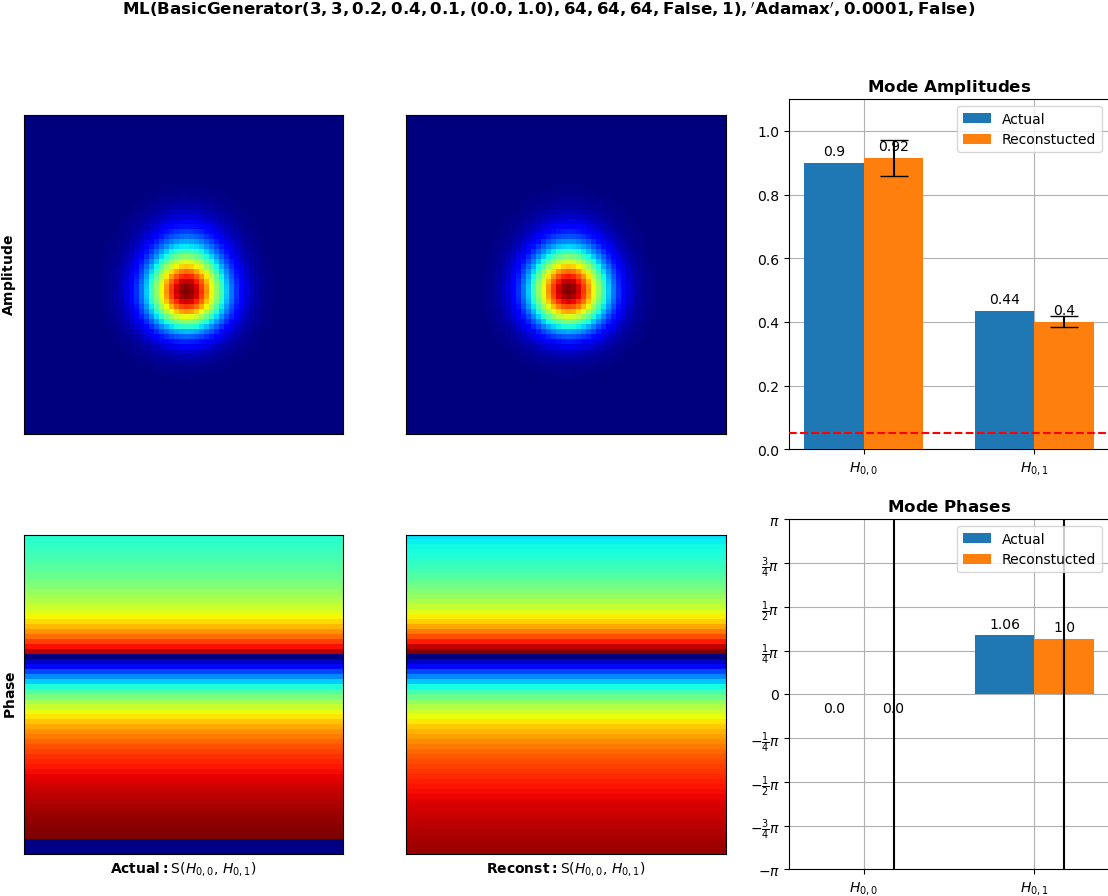 ML(BasicGenerator(3, 3, 0.2, 0.4, 0.1, (0.0, 1.0), 64, 64, 64, False, 1), 'Adamax', 0.0001, False)
Mode Amplitudes
Actual
Reconstucted
1.0
0.8
0.6
0.4
0.2
0.0
0.9
0.92
0.44
0.4
H0,0
H0,1
Amplitude
Mode Phases
Actual
Reconstucted
π
3/4π
1/2π
1/4π
0
−1/4π
−1/2π
−3/4π
−π
0.0
0.0
1.06
1.0
H0,0
H0,1
Phase
Actual: S(H0,0, H0,1)
Reconst: S(H0,0, H0,1)